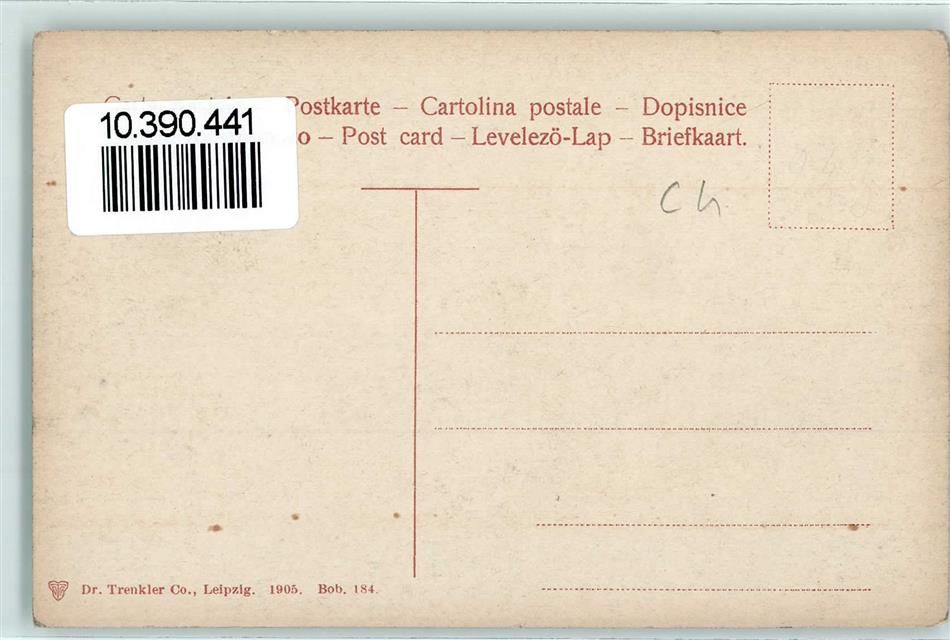 Postkarte – Cartolina postale – Dopisnice
10.390.441
o – Post card – Levelezö-Lap – Briefkaart.
Ch
Dr. Trenkler Co., Leipzig. 1905. Bob. 184.